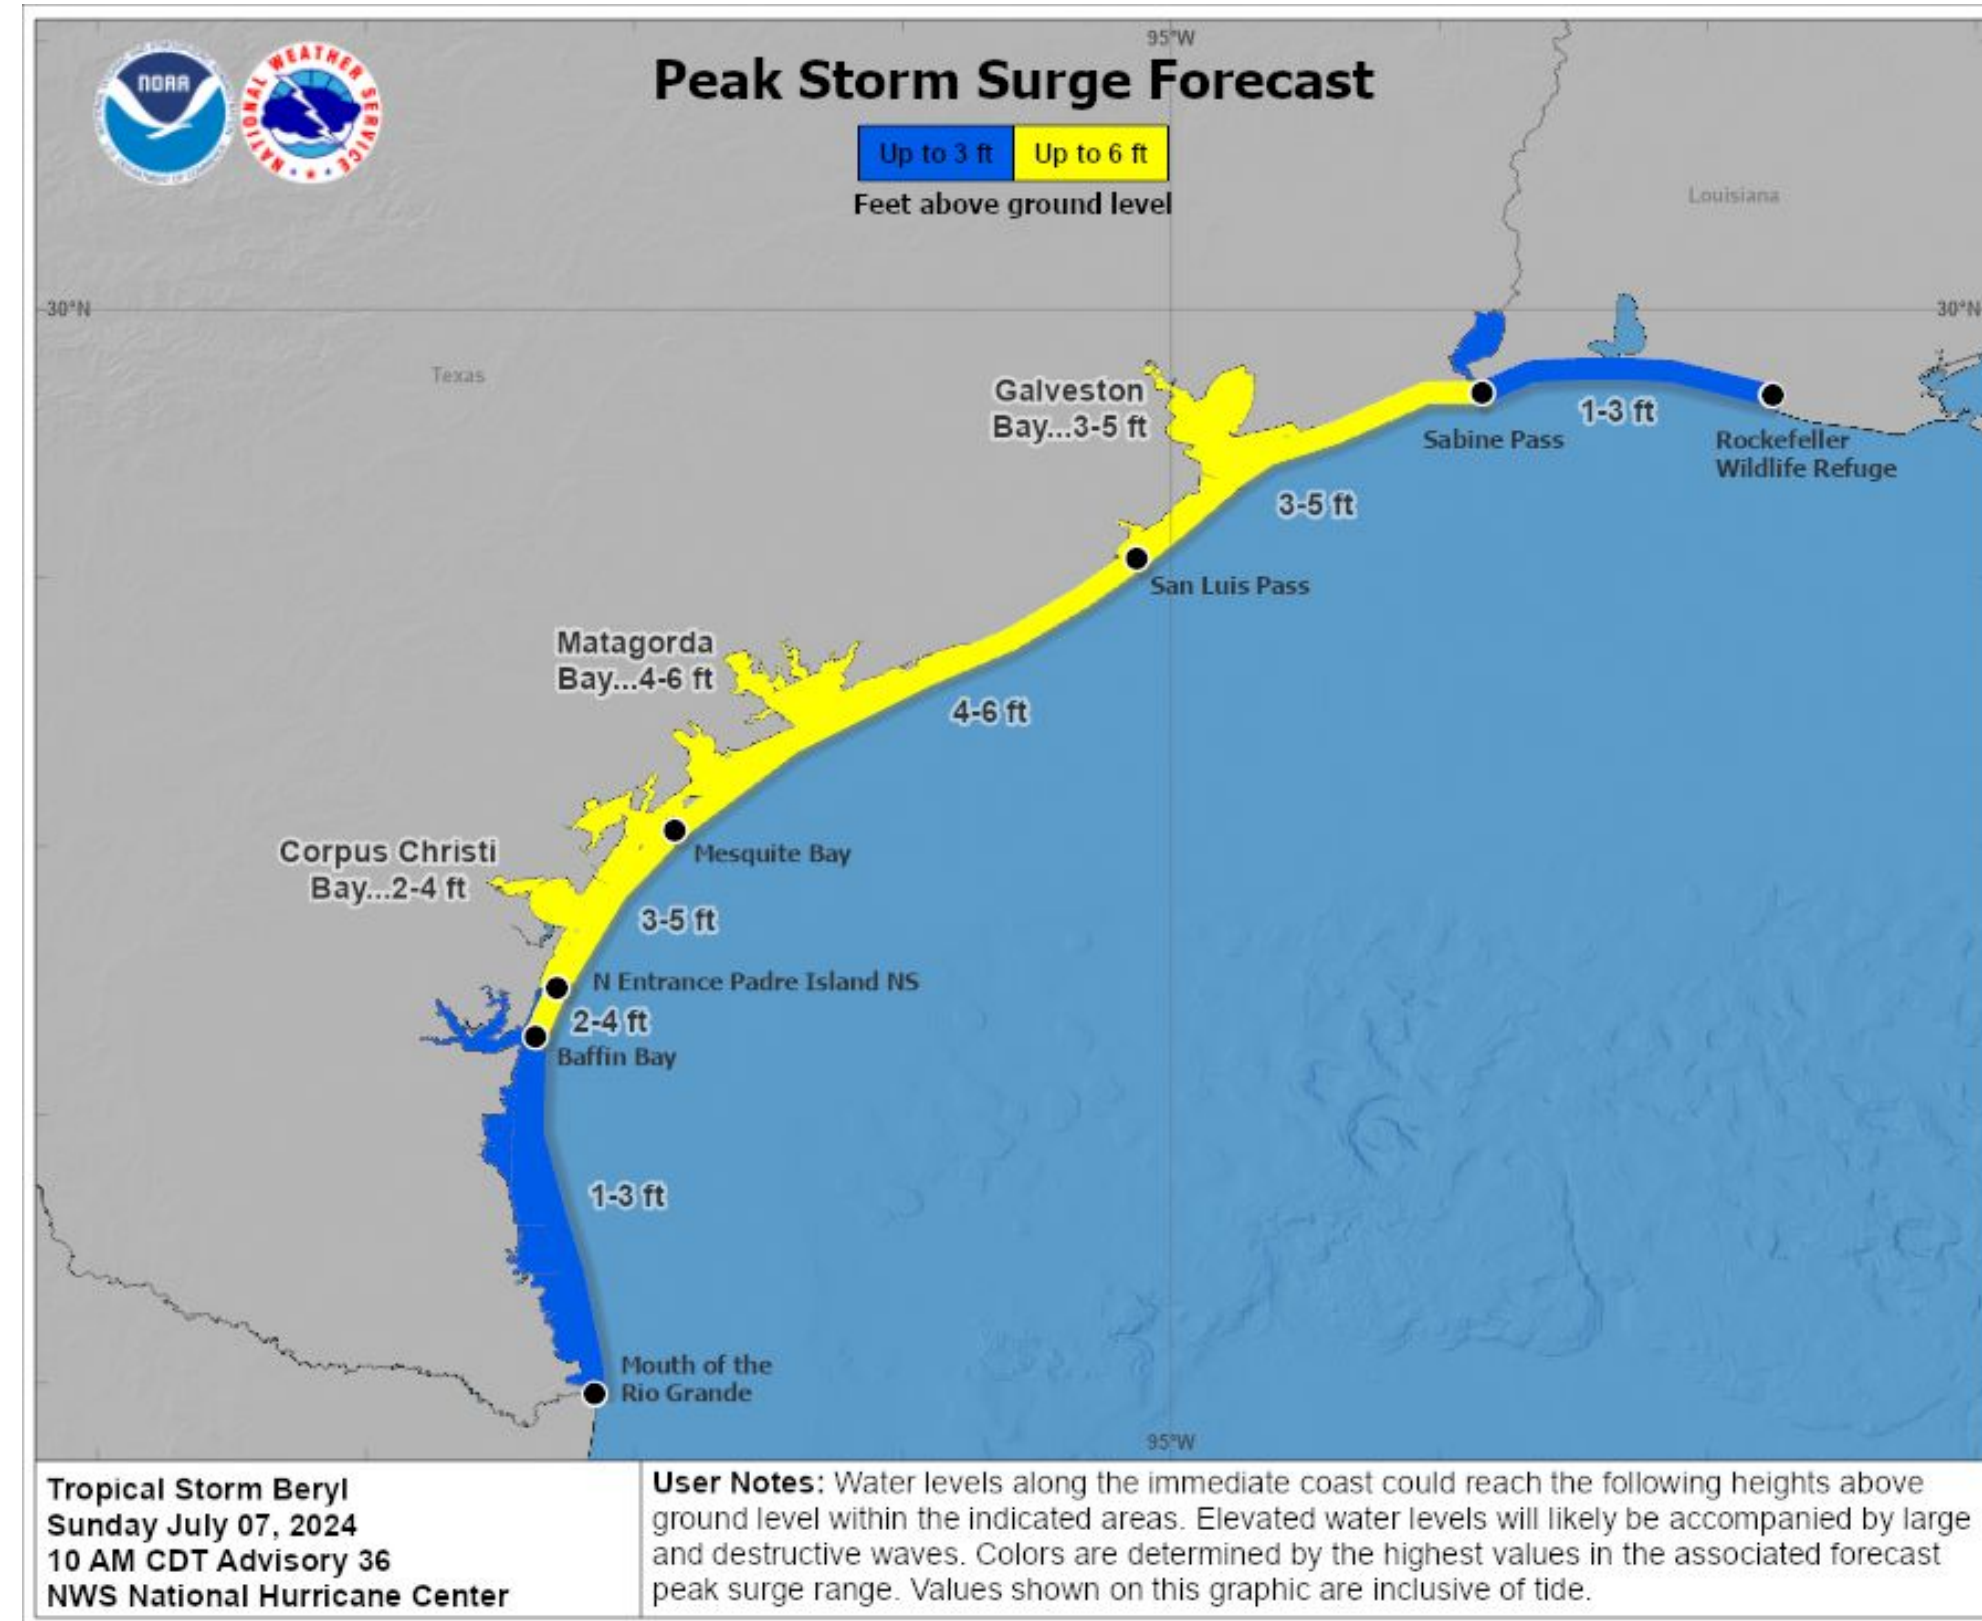 NOAA
NATIONAL WEATHER SERVICE
95°W
Peak Storm Surge Forecast
Up to 3 ft
Up to 6 ft
Feet above ground level
Louisiana
30°N
30°N
Texas
Galveston
Bay...3-5 ft
Sabine Pass
1-3 ft
Rockefeller
Wildlife Refuge
3-5 ft
San Luis Pass
Matagorda
Bay...4-6 ft
4-6 ft
Mesquite Bay
Corpus Christi
Bay...2-4 ft
3-5 ft
N Entrance Padre Island NS
2-4 ft
Baffin Bay
1-3 ft
Mouth of the
Rio Grande
95°W
Tropical Storm Beryl
Sunday July 07, 2024
10 AM CDT Advisory 36
NWS National Hurricane Center
User Notes: Water levels along the immediate coast could reach the following heights above
ground level within the indicated areas. Elevated water levels will likely be accompanied by large
and destructive waves. Colors are determined by the highest values in the associated forecast
peak surge range. Values shown on this graphic are inclusive of tide.